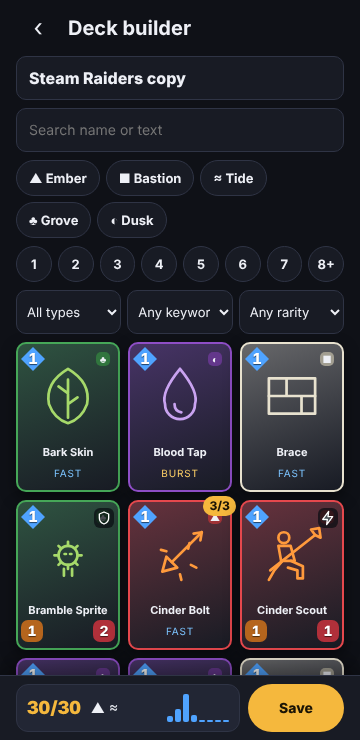 Deck builder
Steam Raiders copy
Search name or text
Ember Bastion Tide
Grove Dusk
1 2 3 4 5 6 7 8+
All types Any keywor Any rarity
1 1 1
Bark Skin Blood Tap Brace
FAST BURST FAST
3/3
1 1 1
Bramble Sprite Cinder Bolt Cinder Scout
1 2 FAST 1 1
30/30 Save